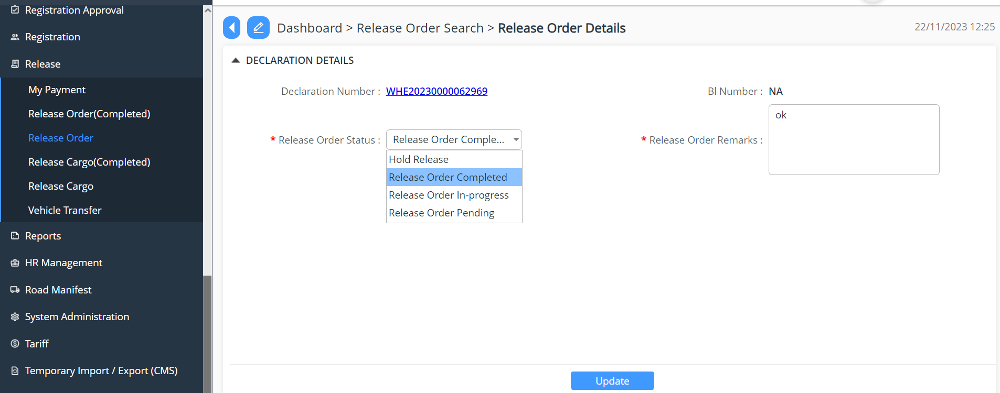 Registration Approval
Registration
Release
My Payment
Release Order(Completed)
Release Order
Release Cargo(Completed)
Release Cargo
Vehicle Transfer
Reports
HR Management
Road Manifest
System Administration
Tariff
Temporary Import / Export (CMS)
Dashboard > Release Order Search > Release Order Details
22/11/2023 12:25
DECLARATION DETAILS
Declaration Number : WHE20230000062969
Bl Number : NA
* Release Order Status : Release Order Comple...
* Release Order Remarks : ok
Hold Release
Release Order Completed
Release Order In-progress
Release Order Pending
Update